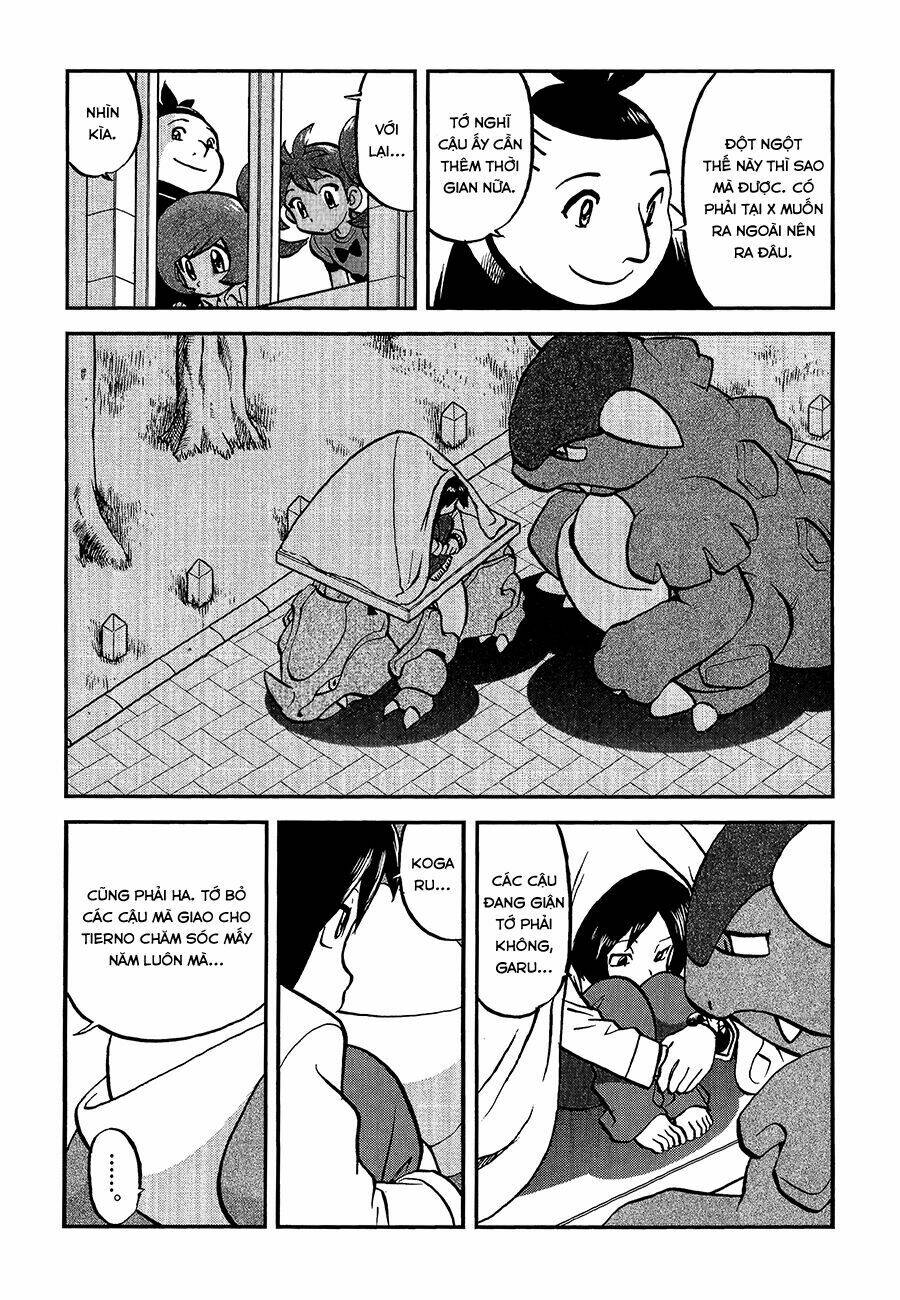 ĐỘT NGỘT
THẾ NÀY THÌ SAO
MÀ ĐƯỢC. CÓ
PHẢI TẠI X MUỐN
RA NGOÀI NÊN
RA ĐÂU.
TỚ NGHĨ
CẬU ẤY CẦN
THÊM THỜI
GIAN NỮA.
VỚI
LẠI...
NHÌN
KÌA.
CÁC CẬU
ĐANG GIẬN
TỚ PHẢI
KHÔNG,
GARU...
KOGA
RU...
CŨNG PHẢI HA. TỚ BỎ
CÁC CẬU MÀ GIAO CHO
TIERNO CHĂM SÓC MẤY
NĂM LUÔN MÀ...
......。